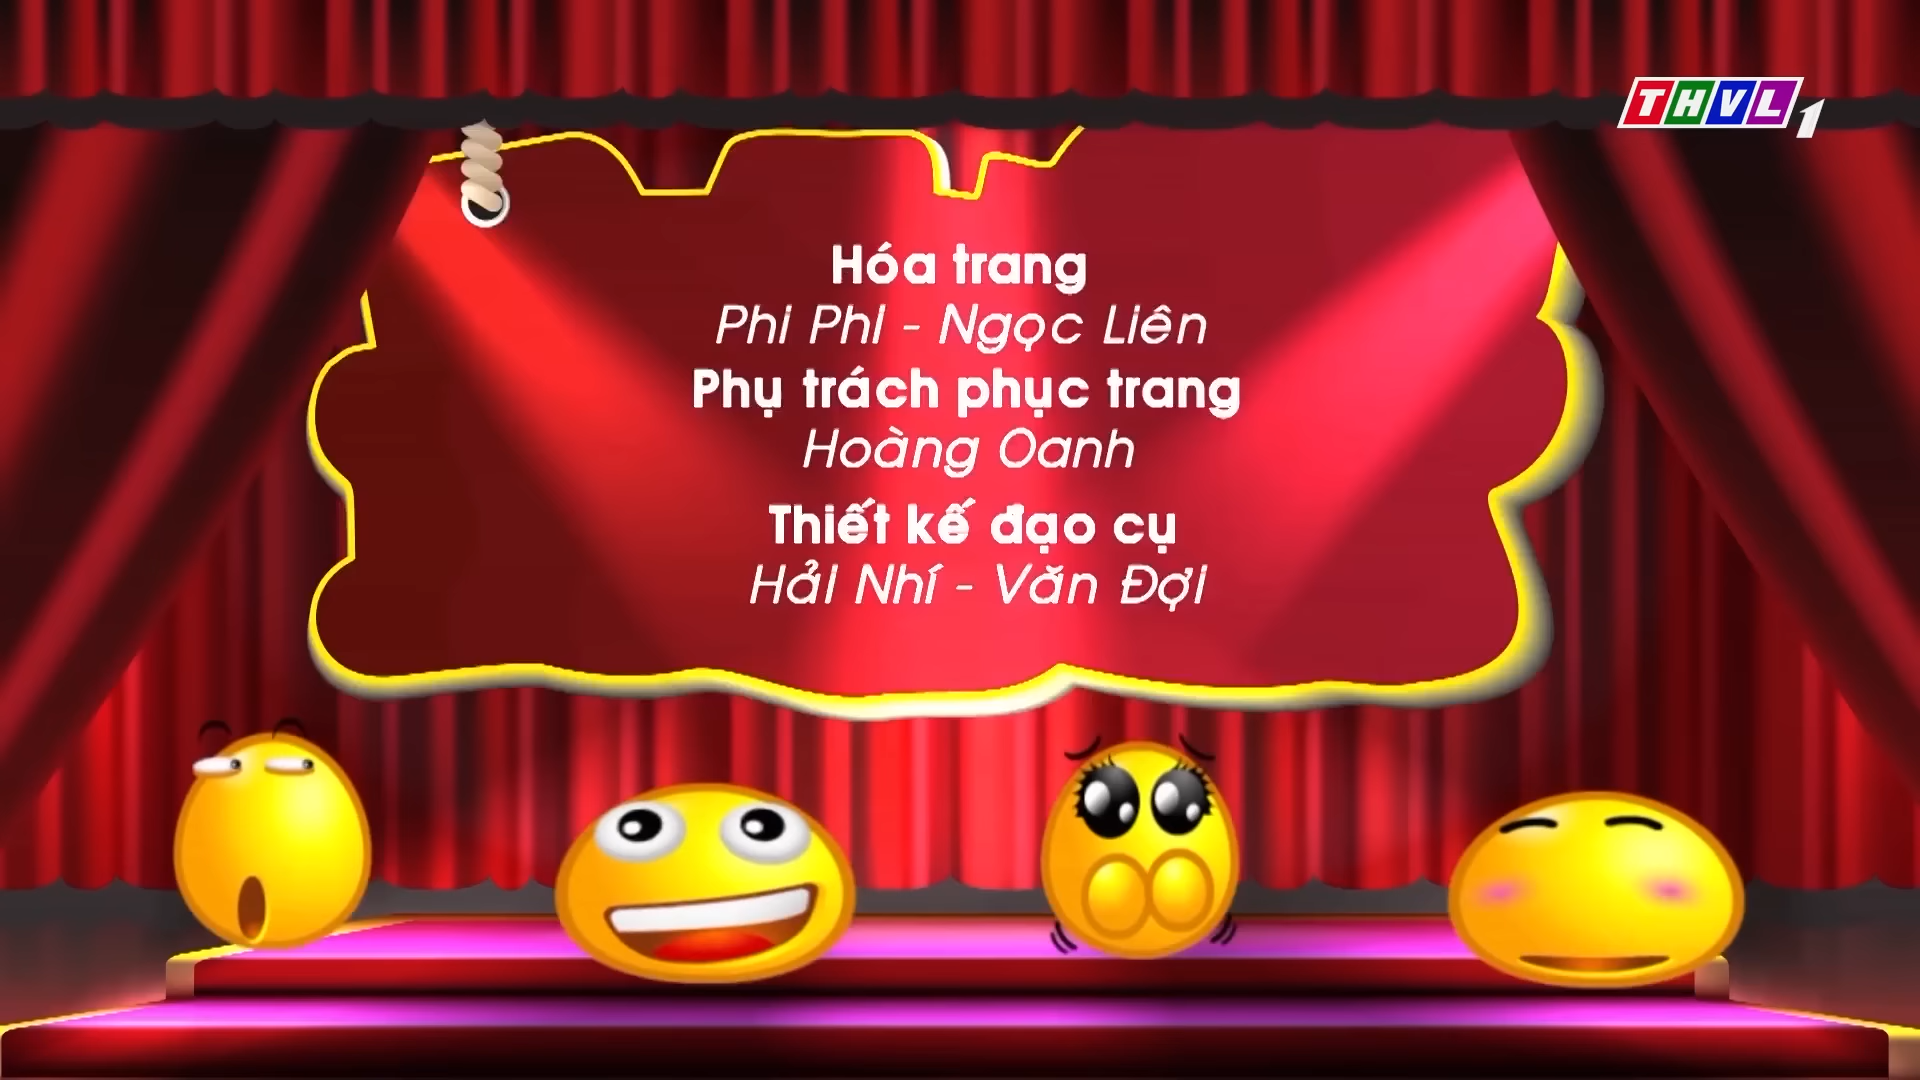 THVL1
Hóa trang
Phi PhI - Ngọc Liên
Phụ trách phục trang
Hoàng Oanh
Thiết kế đạo cụ
HảI Nhí - Văn ĐợI